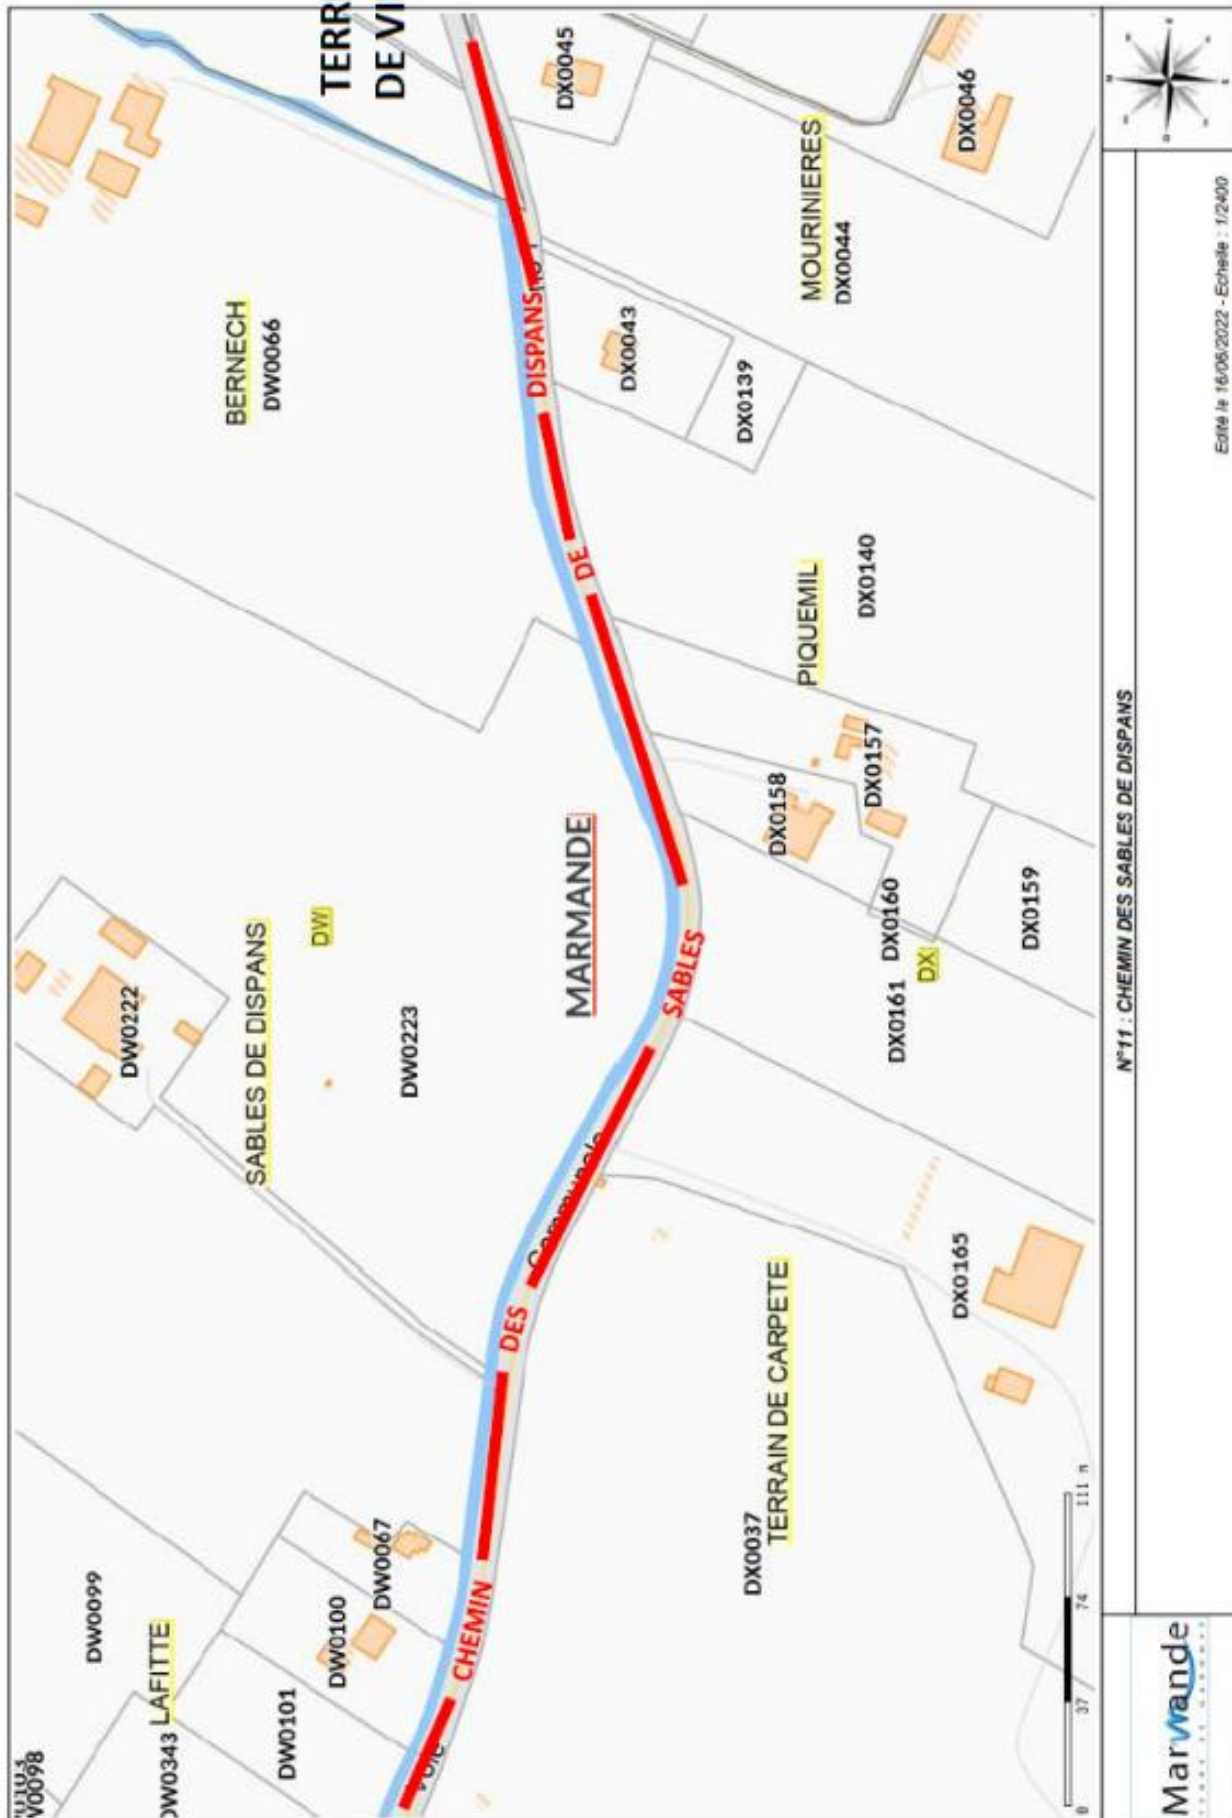 TERR
DE VI
DX0045
DX0046
BERNECH
DW0066
MOURINIERES
DX0044
DISPANS
DX0043
DX0139
DE
PIQUEMIL
DX0140
DX0157
DX0158
DX0160
DX0159
DX
DX0161
MARMANDE
SABLES
DW0222
SABLES DE DISPANS
DW
DW0223
Communale
DES
DX0165
TERRAIN DE CARPETE
DX0037
DW0099
LAFITTE
DW0067
DW0100
DW0101
DW0343
W0098
CHEMIN
Voie
0 37 74 111 m
N°11 : CHEMIN DES SABLES DE DISPANS
Edité le 16/06/2022 - Echelle : 1/2400
Marmande